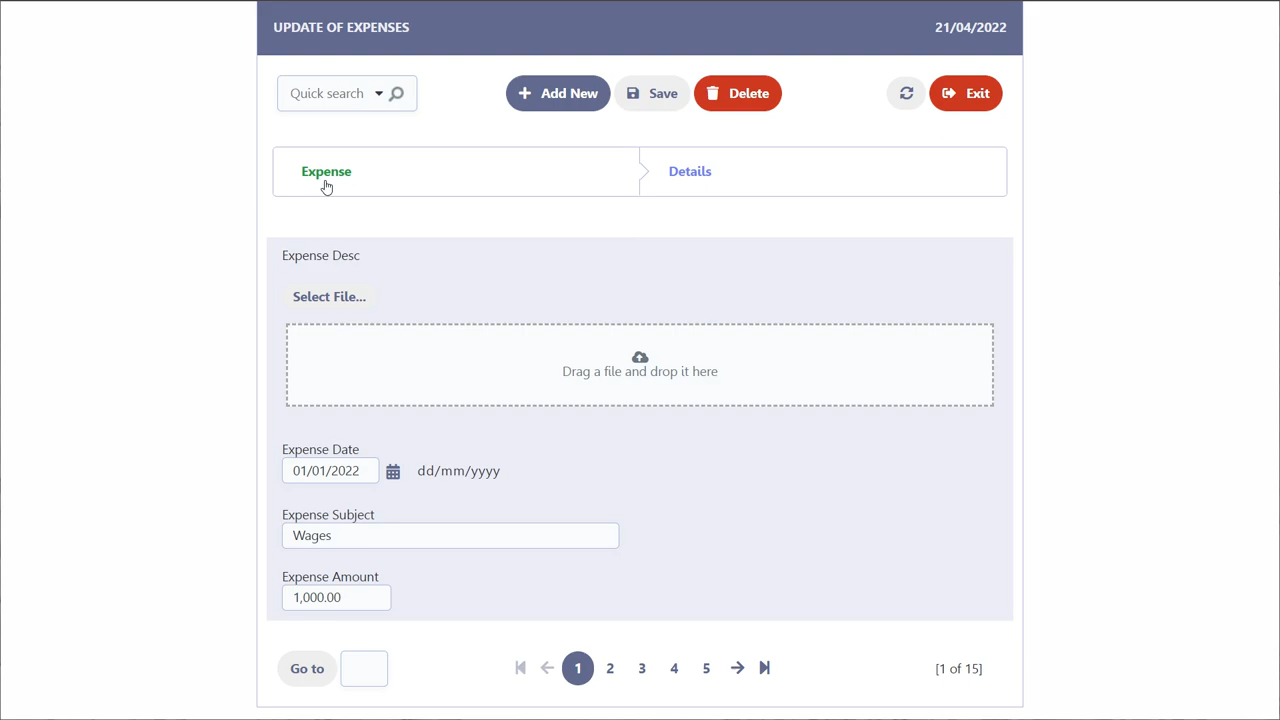 UPDATE OF EXPENSES 21/04/2022
Quick search Add New Save Delete Exit
Expense Details
Expense Desc
Select File...
Drag a file and drop it here
Expense Date
01/01/2022 dd/mm/yyyy
Expense Subject
Wages
Expense Amount
1,000.00
Go to 1 2 3 4 5 [1 of 15]